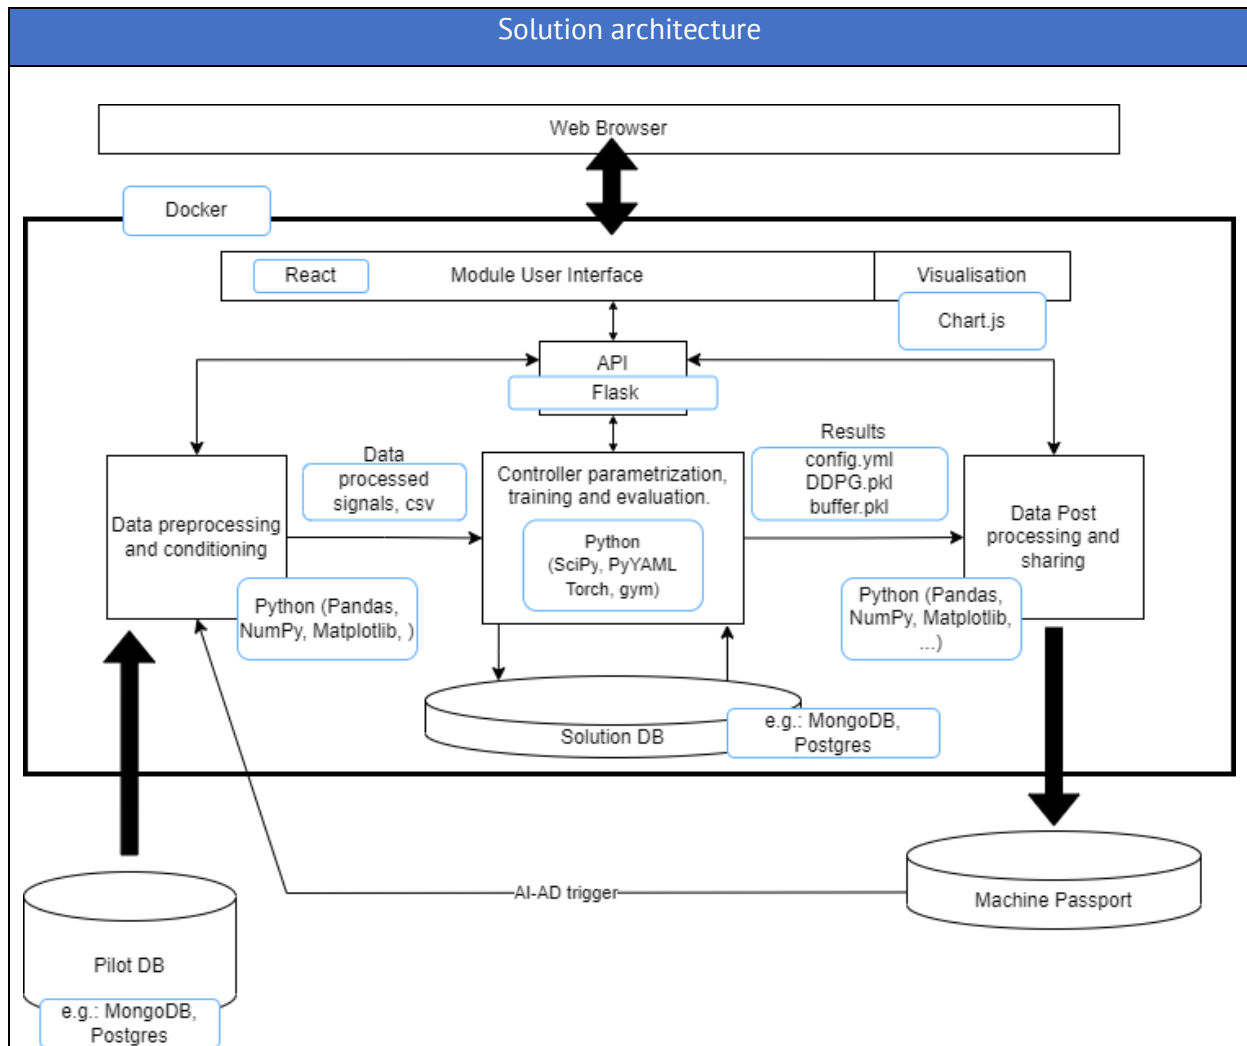 Solution architecture
Web Browser
Docker
React
Module User Interface
Visualisation
Chart.js
API
Flask
Data
processed
signals, csv
Results
config.yml
DDPG.pkl
buffer.pkl
Data preprocessing
and conditioning
Python (Pandas,
NumPy, Matplotlib, )
Controller parametrization,
training and evaluation.
Python
(SciPy, PyYAML
Torch, gym)
Data Post
processing and
sharing
Python (Pandas,
NumPy, Matplotlib,
...)
Solution DB
e.g.: MongoDB,
Postgres
AI-AD trigger
Machine Passport
Pilot DB
e.g.: MongoDB,
Postgres